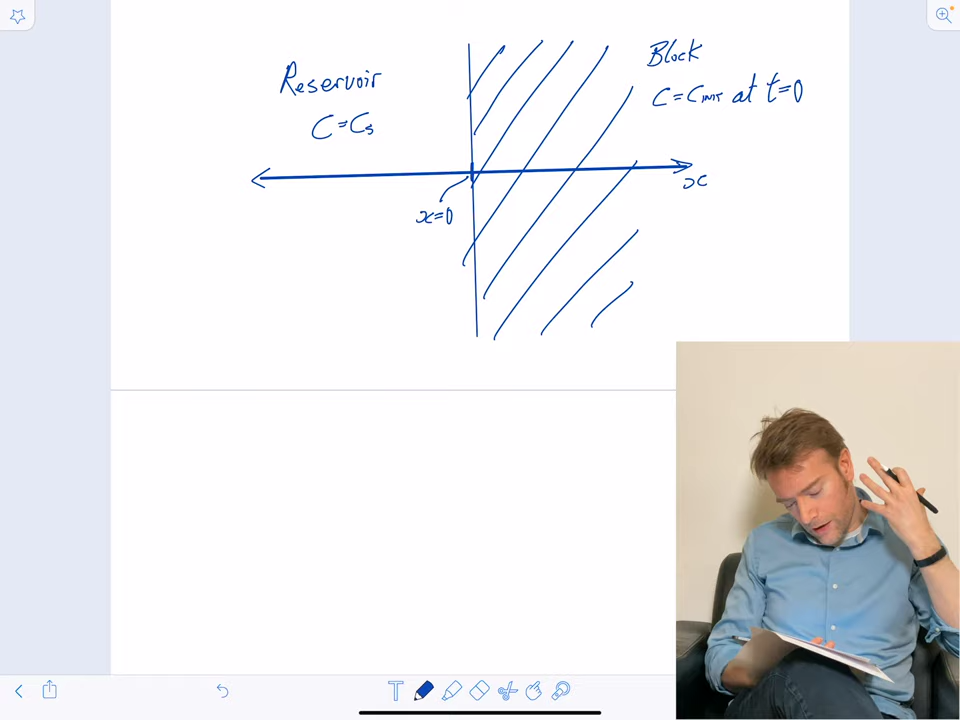 Reservoir
C=Cs
Block
C=CINIT at t=0
x
x=0
T